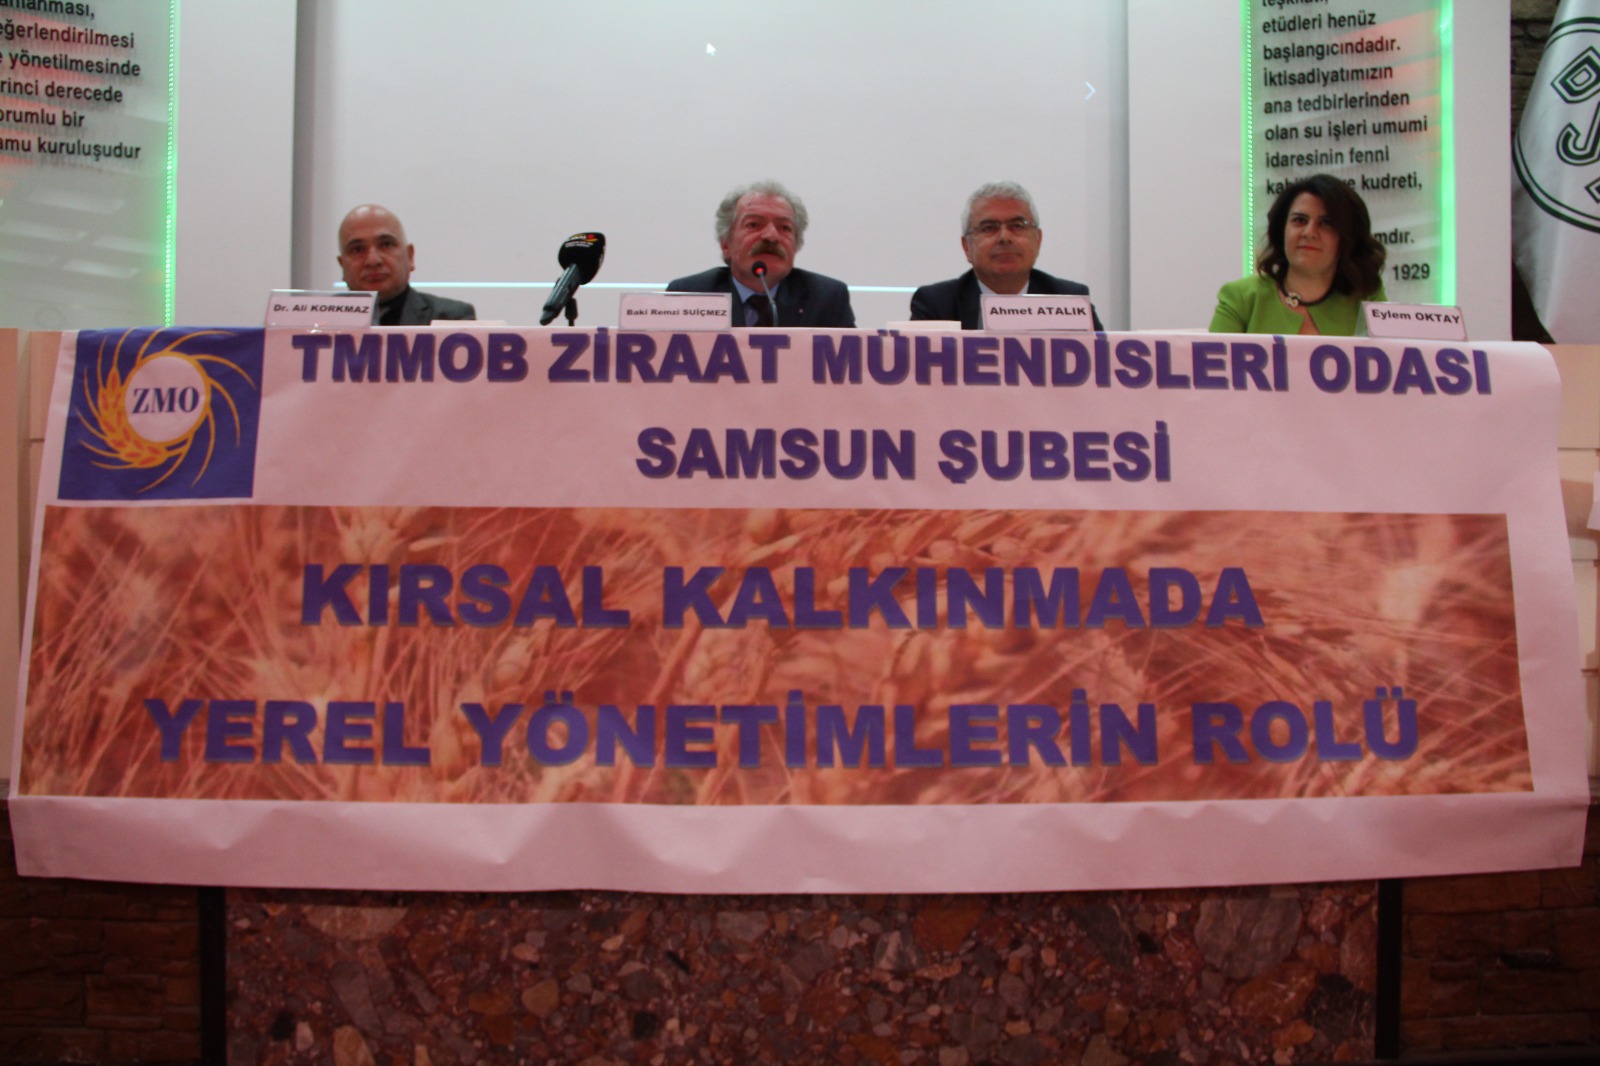 anlanması,
eğerlendirilmesi
e yönetilmesinde
irinci derecede
orumlu bir
amu kuruluşudur
etüdleri henüz
başlangıcındadır.
İktisadiyatımızın
ana tedbirlerinden
olan su işleri umumi
idaresinin fenni
kudreti,
1929
Dr. Ali KORKMAZ
Baki Remzi SUİÇMEZ
Ahmet ATALIK
Eylem OKTAY
ZMO
TMMOB ZİRAAT MÜHENDİSLERİ ODASI
SAMSUN ŞUBESİ
KIRSAL KALKINMADA
YEREL YÖNETİMLERİN ROLÜ